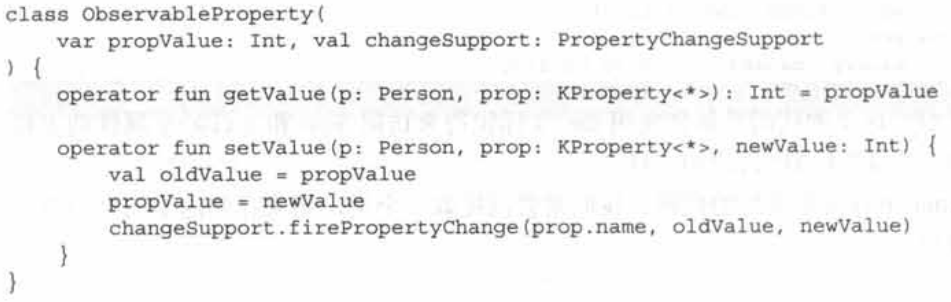 class ObservableProperty(
    var propValue: Int, val changeSupport: PropertyChangeSupport
) {
    operator fun getValue(p: Person, prop: KProperty<*>): Int = propValue
    operator fun setValue(p: Person, prop: KProperty<*>, newValue: Int) {
        val oldValue = propValue
        propValue = newValue
        changeSupport.firePropertyChange(prop.name, oldValue, newValue)
    }
}